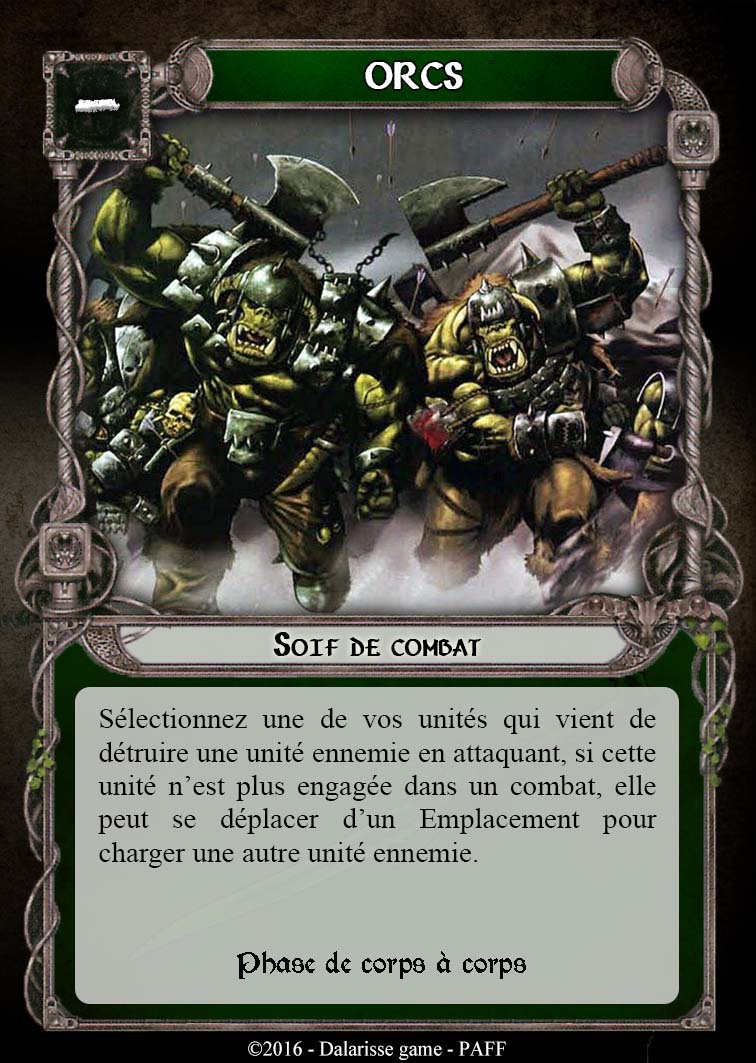 ORCS
SOIF DE COMBAT
Sélectionnez une de vos unités qui vient de
détruire une unité ennemie en attaquant, si cette
unité n’est plus engagée dans un combat, elle
peut se déplacer d’un Emplacement pour
charger une autre unité ennemie.
Phase de corps à corps
©2016 - Dalarisse game - PAFF